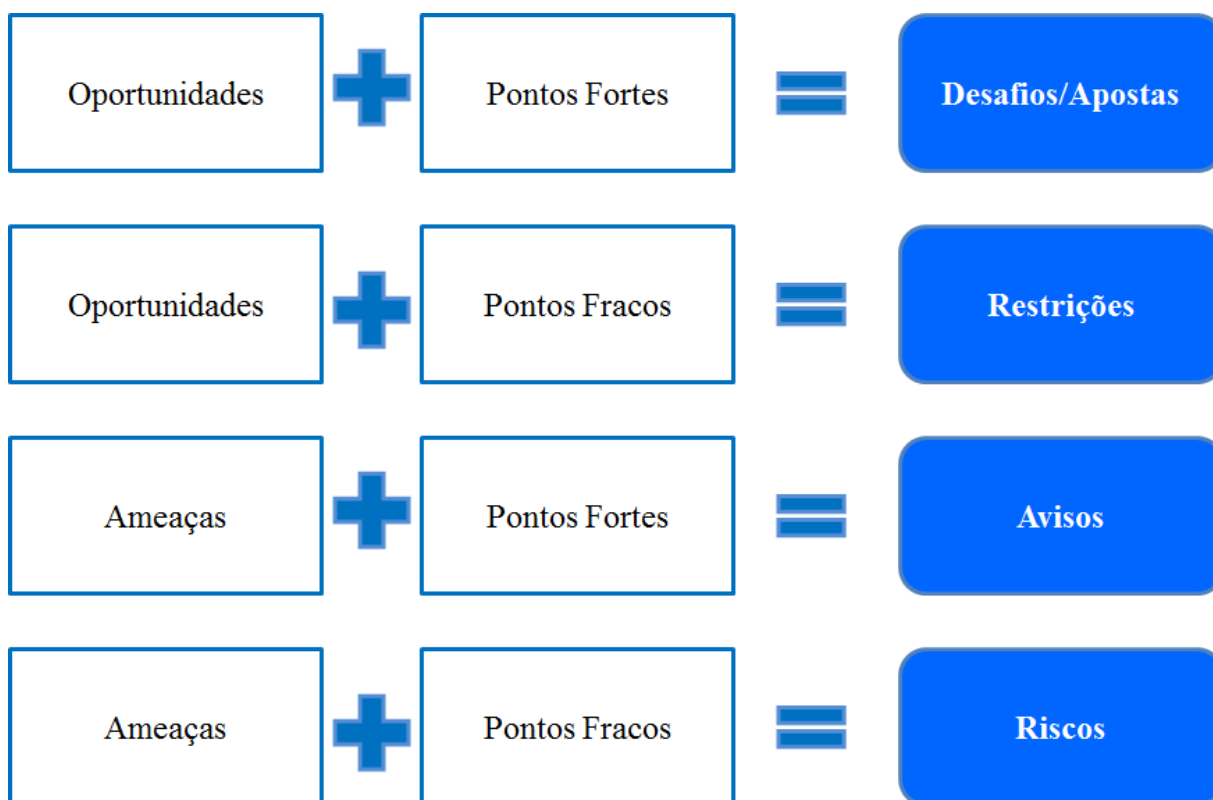 Oportunidades Pontos Fortes Desafios/Apostas
Oportunidades Pontos Fracos Restrições
Ameaças Pontos Fortes Avisos
Ameaças Pontos Fracos Riscos